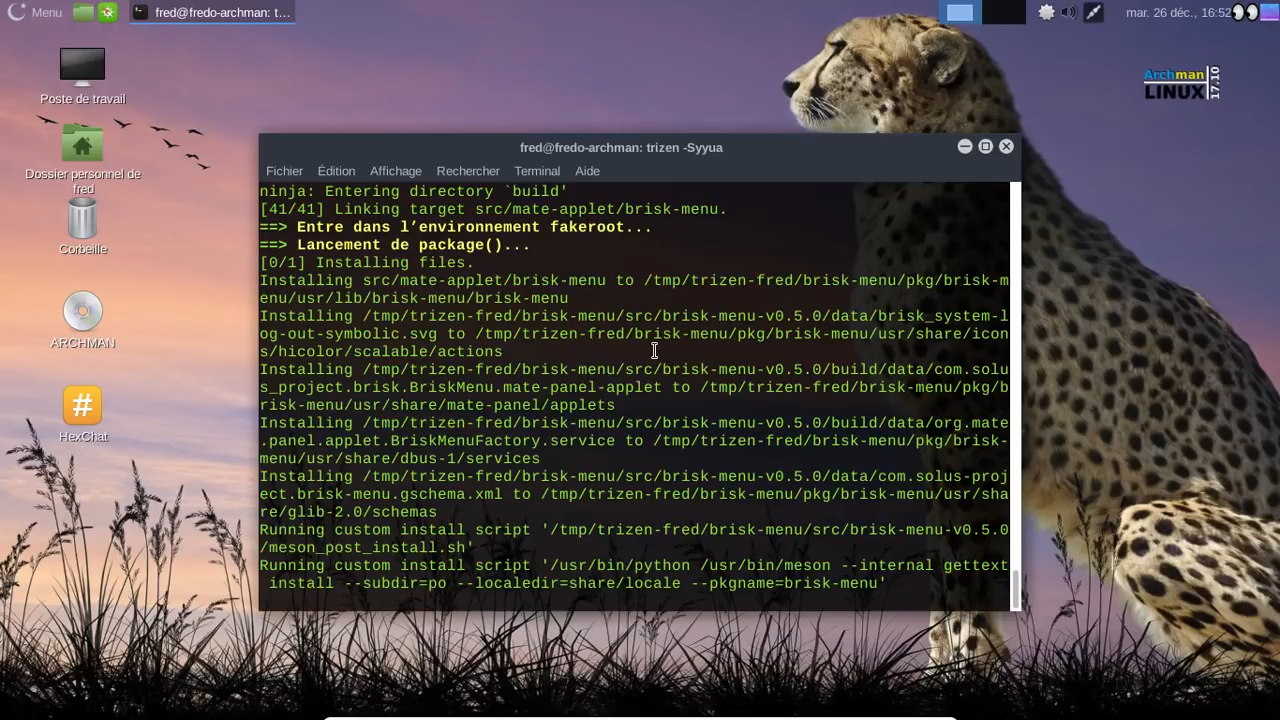 Menu
fred@fredo-archman: t...
mar. 26 déc., 16:52
Poste de travail
Dossier personnel de
fred
Corbeille
ARCHMAN
HexChat
Archman
LINUX
17.10
fred@fredo-archman: trizen -Syyua
Fichier Édition Affichage Rechercher Terminal Aide
ninja: Entering directory `build'
[41/41] Linking target src/mate-applet/brisk-menu.
==> Entre dans l’environnement fakeroot...
==> Lancement de package()...
[0/1] Installing files.
Installing src/mate-applet/brisk-menu to /tmp/trizen-fred/brisk-menu/pkg/brisk-m
enu/usr/lib/brisk-menu/brisk-menu
Installing /tmp/trizen-fred/brisk-menu/src/brisk-menu-v0.5.0/data/brisk_system-l
og-out-symbolic.svg to /tmp/trizen-fred/brisk-menu/pkg/brisk-menu/usr/share/icon
s/hicolor/scalable/actions
Installing /tmp/trizen-fred/brisk-menu/src/brisk-menu-v0.5.0/build/data/com.solu
s_project.brisk.BriskMenu.mate-panel-applet to /tmp/trizen-fred/brisk-menu/pkg/b
risk-menu/usr/share/mate-panel/applets
Installing /tmp/trizen-fred/brisk-menu/src/brisk-menu-v0.5.0/build/data/org.mate
.panel.applet.BriskMenuFactory.service to /tmp/trizen-fred/brisk-menu/pkg/brisk-
menu/usr/share/dbus-1/services
Installing /tmp/trizen-fred/brisk-menu/src/brisk-menu-v0.5.0/data/com.solus-proj
ect.brisk-menu.gschema.xml to /tmp/trizen-fred/brisk-menu/pkg/brisk-menu/usr/sha
re/glib-2.0/schemas
Running custom install script '/tmp/trizen-fred/brisk-menu/src/brisk-menu-v0.5.0
/meson_post_install.sh'
Running custom install script '/usr/bin/python /usr/bin/meson --internal gettext
 install --subdir=po --localedir=share/locale --pkgname=brisk-menu'